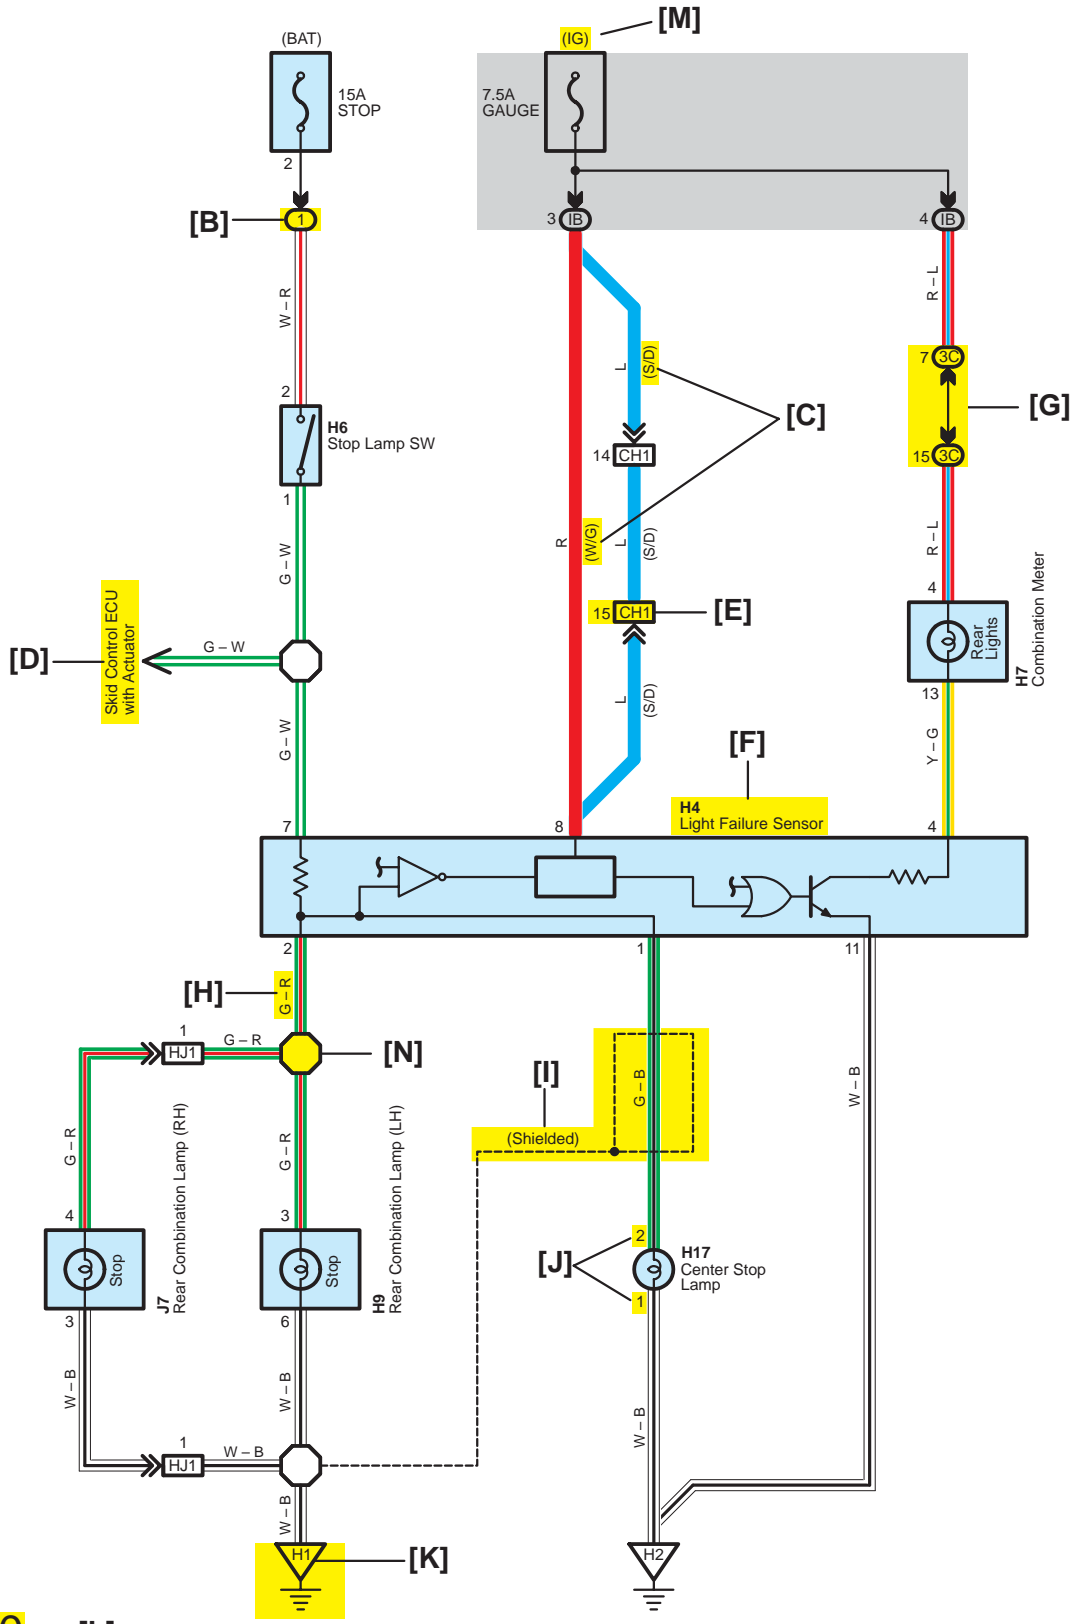 [M]
(BAT)
(IG)
15A
STOP
7.5A
GAUGE
2
[B]
1
3 IB
4 IB
W – R
R – L
L
(S/D)
7 3C
[C]
[G]
2
H6
Stop Lamp SW
14 CH1
15 3C
1
R
(W/G)
L
(S/D)
R – L
G – W
4
15 CH1
[E]
Rear
Lights
H7
Combination Meter
[D]
Skid Control ECU
with Actuator
G – W
13
L
(S/D)
G – W
Y – G
[F]
H4
Light Failure Sensor
7
8
4
2
1
11
[H]
G – R
1
HJ1
G – R
[N]
[I]
G – B
W – B
(Shielded)
G – R
J7
Rear Combination Lamp (RH)
G – R
H9
Rear Combination Lamp (LH)
4
3
2
Stop
Stop
[J]
H17
Center Stop
Lamp
1
3
6
W – B
W – B
W – B
1
HJ1
W – B
W – B
H1
[K]
H2